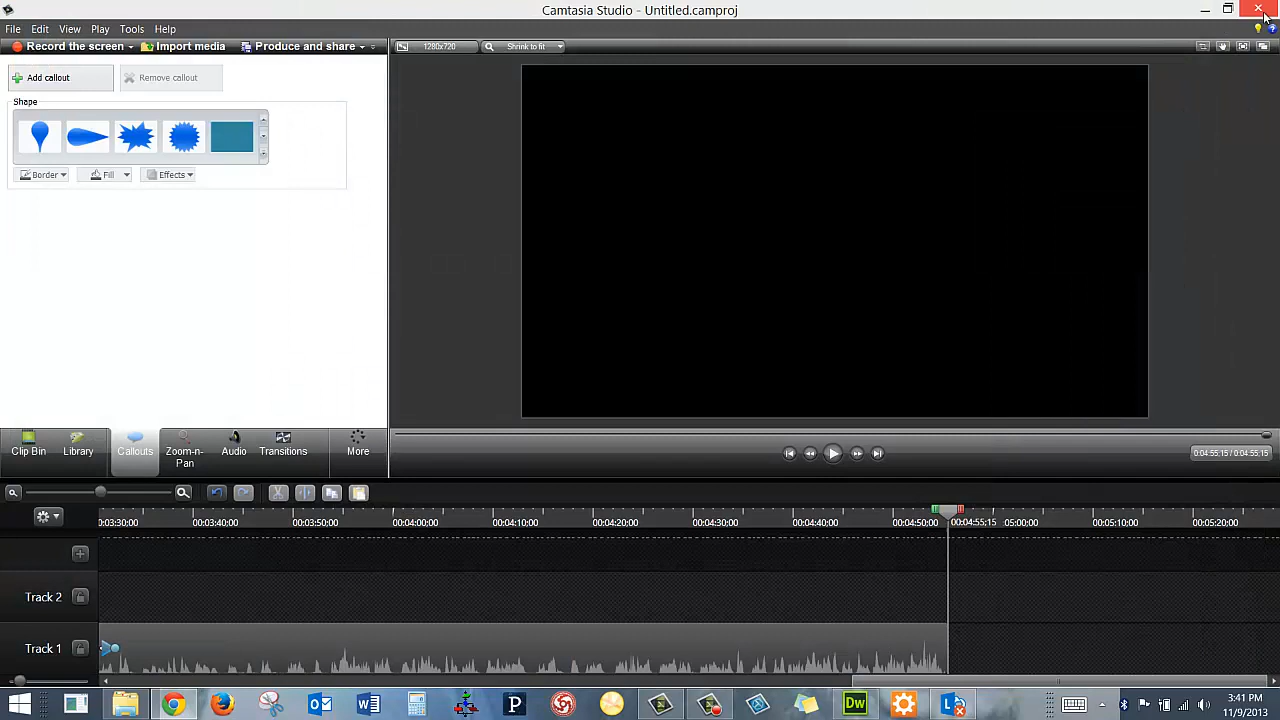 Camtasia Studio - Untitled.camproj
File Edit View Play Tools Help
Record the screen Import media Produce and share
1280x720 Shrink to fit
Add callout Remove callout
Shape
Border Fill Effects
Clip Bin Library Callouts Zoom-n-Pan Audio Transitions More
0:04:55;15 / 0:04:55;15
0:03:30;00 00:03:40;00 00:03:50;00 00:04:00;00 00:04:10;00 00:04:20;00 00:04:30;00 00:04:40;00 00:04:50;00 00:04:55;15 :05:00;00 00:05:10;00 00:05:20;00
Track 2
Track 1
P Dw
3:41 PM
11/9/2013